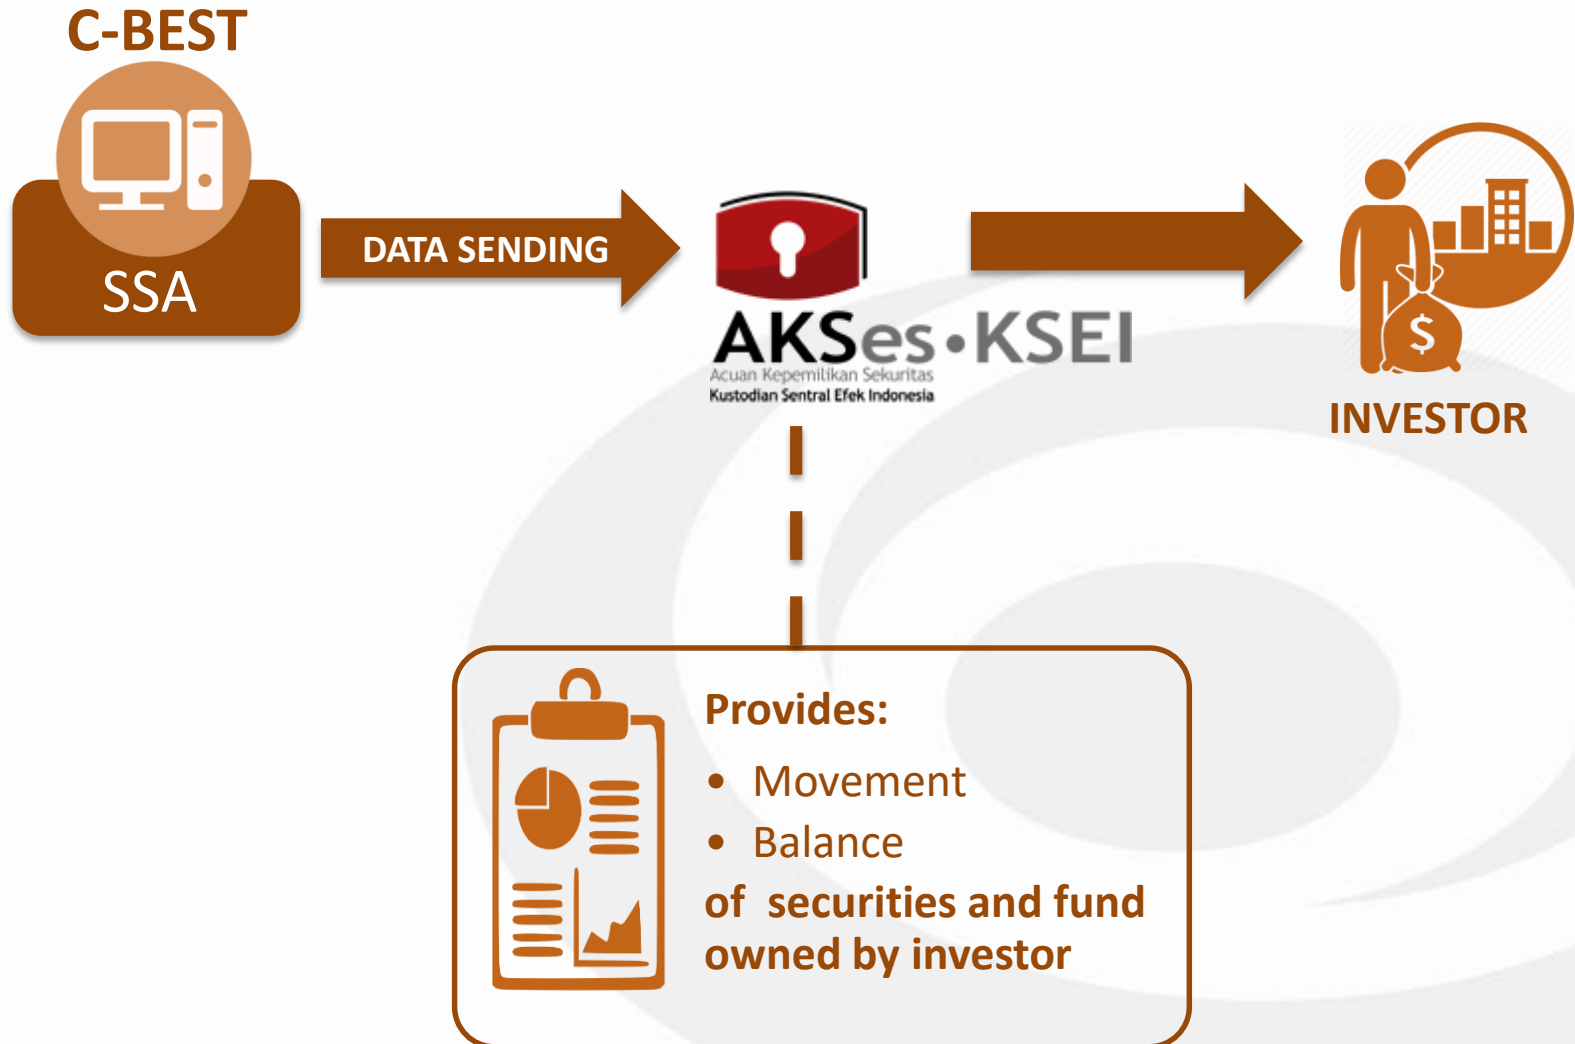 C-BEST
SSA
DATA SENDING
AKSes•KSEI
Acuan Kepemilikan Sekuritas
Kustodian Sentral Efek Indonesia
$
INVESTOR
Provides:
• Movement
• Balance
of securities and fund
owned by investor